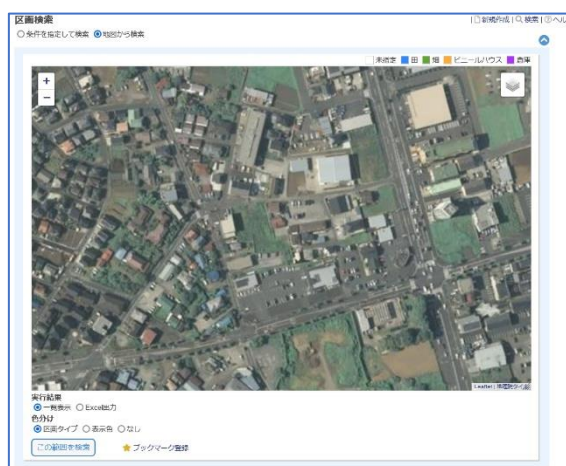 区画検索
新規作成 | 検索 | ヘル
条件を指定して検索 地図から検索
未指定 田 畑 ビニールハウス 倉庫
+
−
Leaflet | 地理院タイル
実行結果
一覧表示 Excel出力
色分け
区画タイプ 表示色 なし
この範囲を検索 ブックマーク登録